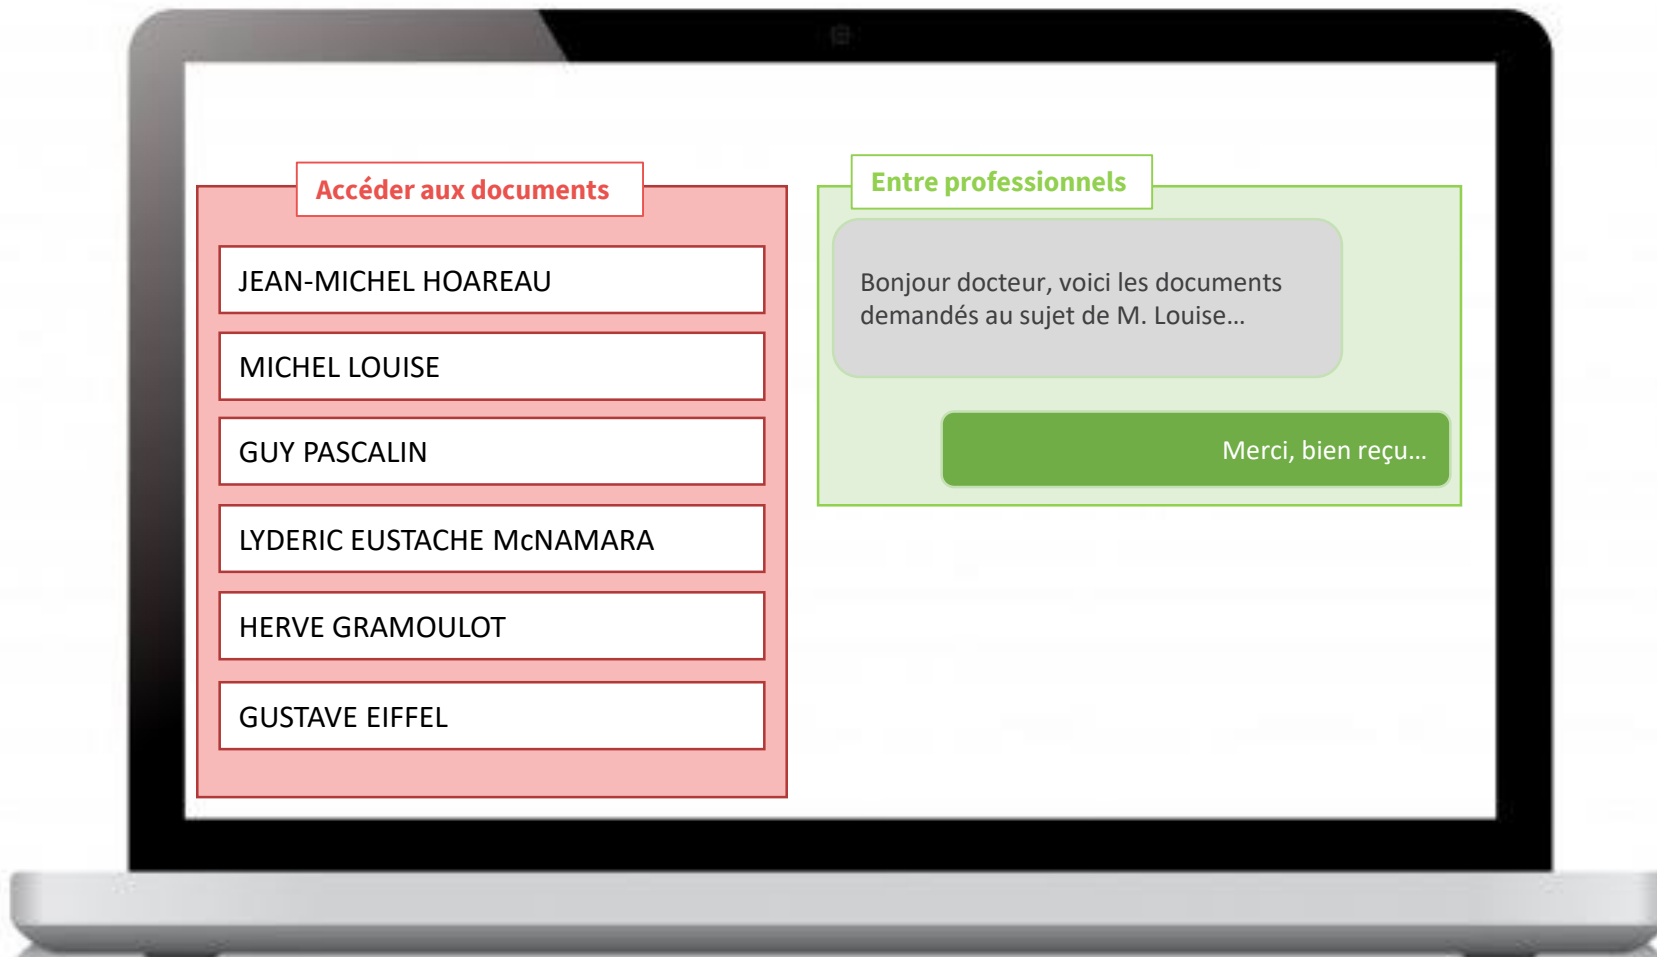 Accéder aux documents
JEAN-MICHEL HOAREAU
MICHEL LOUISE
GUY PASCALIN
LYDERIC EUSTACHE McNAMARA
HERVE GRAMOULOT
GUSTAVE EIFFEL
Entre professionnels
Bonjour docteur, voici les documents
demandés au sujet de M. Louise…
Merci, bien reçu…